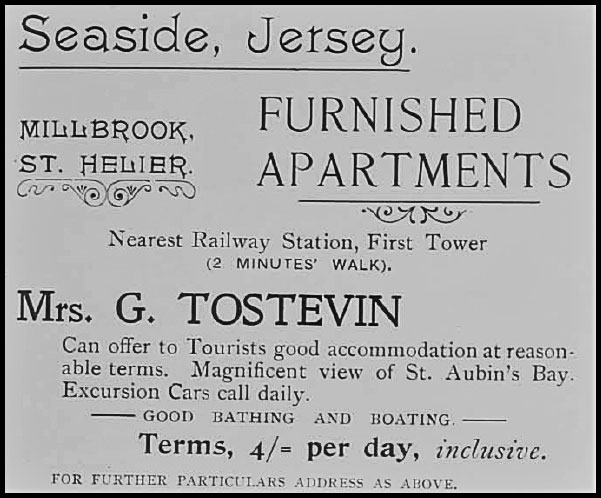 Seaside, Jersey.
MILLBROOK,
ST. HELIER.
FURNISHED
APARTMENTS
Nearest Railway Station, First Tower
(2 MINUTES' WALK).
Mrs. G. TOSTEVIN
Can offer to Tourists good accommodation at reason-
able terms. Magnificent view of St. Aubin's Bay.
Excursion Cars call daily.
GOOD BATHING AND BOATING.
Terms, 4/= per day, inclusive.
FOR FURTHER PARTICULARS ADDRESS AS ABOVE.